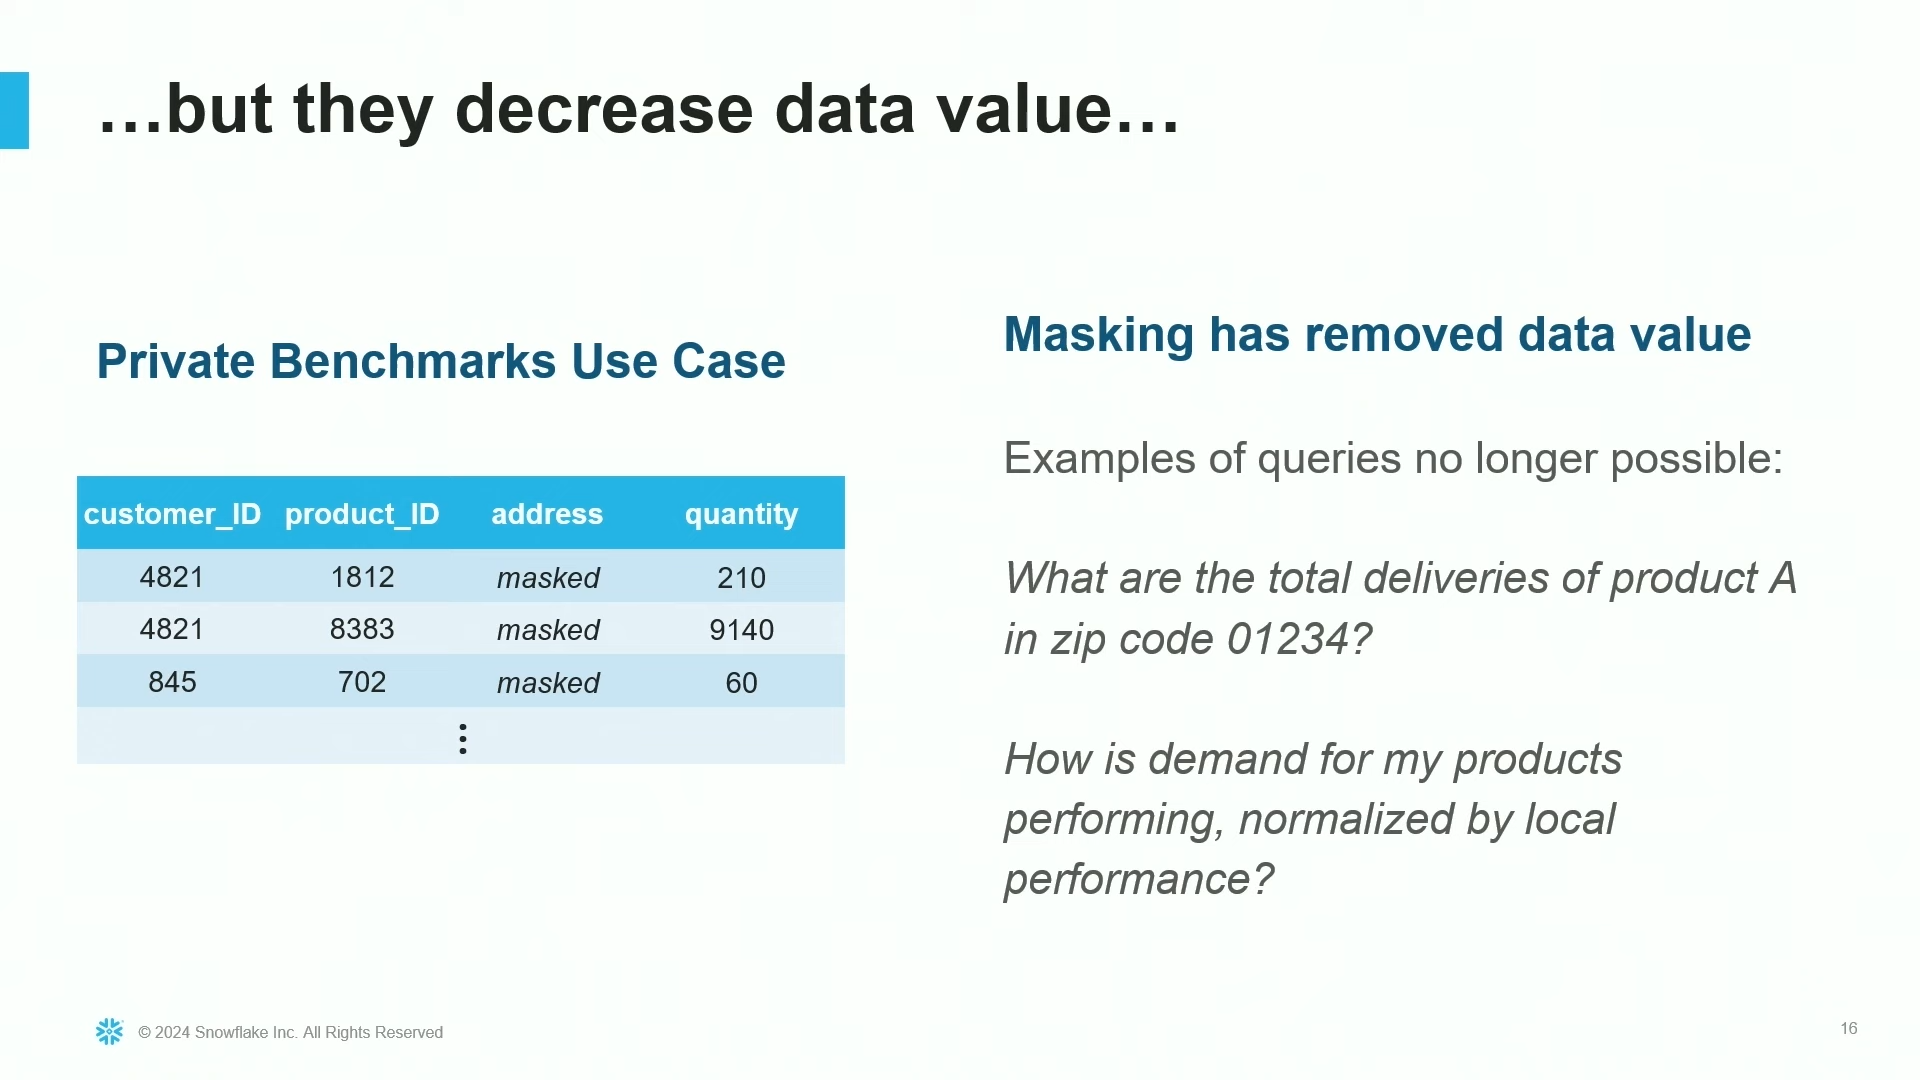 …but they decrease data value…
Private Benchmarks Use Case
customer_ID product_ID address quantity
4821 1812 masked 210
4821 8383 masked 9140
845 702 masked 60
⋮
Masking has removed data value
Examples of queries no longer possible:
What are the total deliveries of product A
in zip code 01234?
How is demand for my products
performing, normalized by local
performance?
© 2024 Snowflake Inc. All Rights Reserved
16